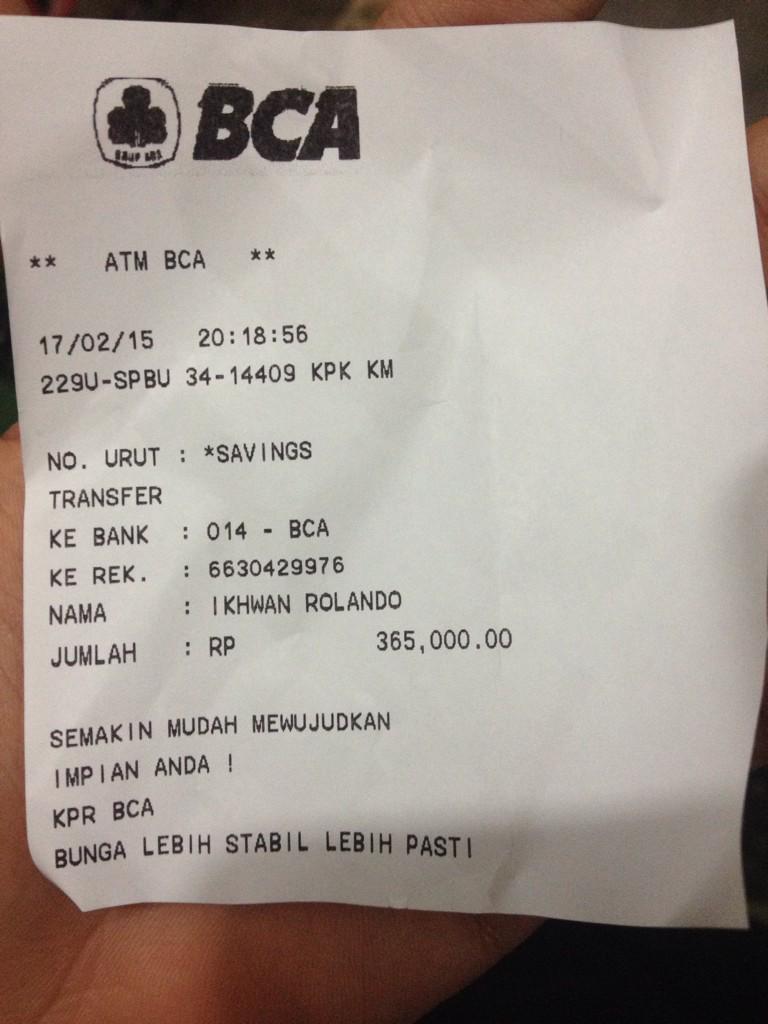 BCA
** ATM BCA **
17/02/15 20:18:56
229U-SPBU 34-14409 KPK KM
NO. URUT : *SAVINGS
TRANSFER
KE BANK : 014 - BCA
KE REK. : 6630429976
NAMA : IKHWAN ROLANDO
JUMLAH : RP 365,000.00
SEMAKIN MUDAH MEWUJUDKAN
IMPIAN ANDA !
KPR BCA
BUNGA LEBIH STABIL LEBIH PASTI